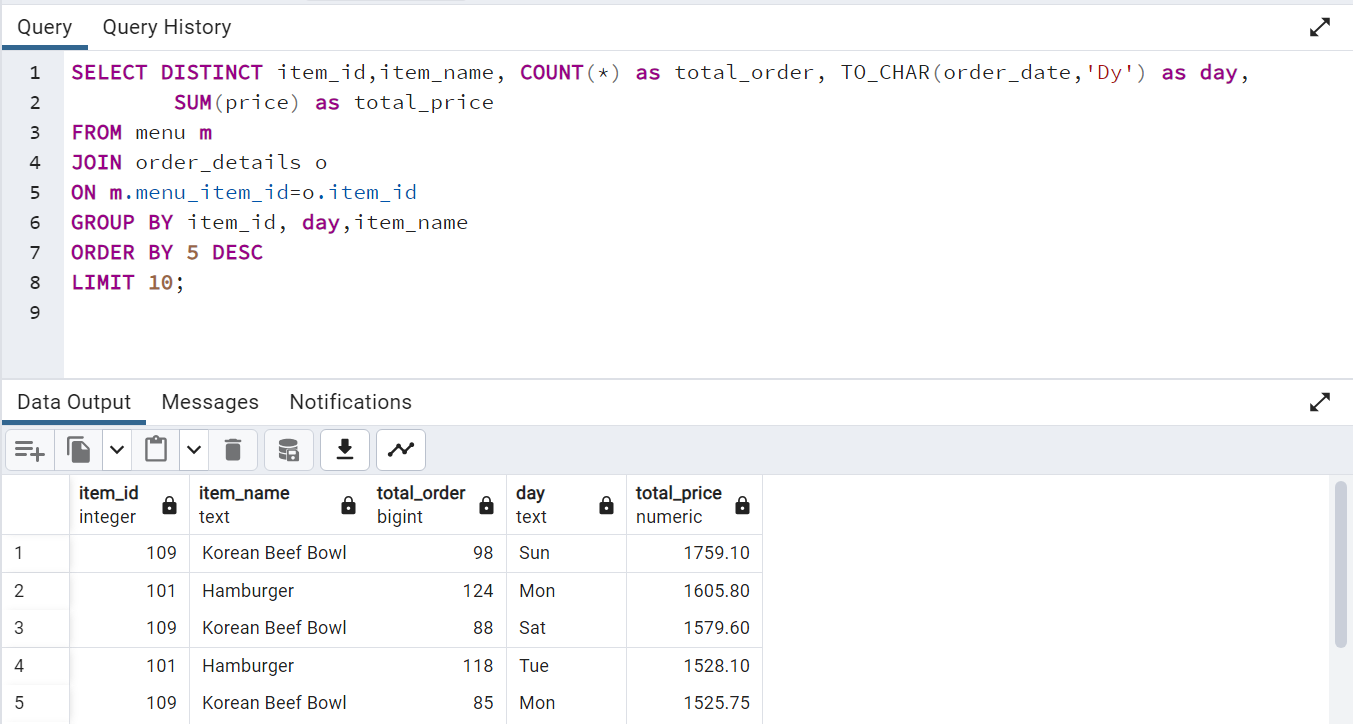 Query Query History
1 SELECT DISTINCT item_id,item_name, COUNT(*) as total_order, TO_CHAR(order_date,'Dy') as day,
2 SUM(price) as total_price
3 FROM menu m
4 JOIN order_details o
5 ON m.menu_item_id=o.item_id
6 GROUP BY item_id, day,item_name
7 ORDER BY 5 DESC
8 LIMIT 10;
9
Data Output Messages Notifications
item_id item_name total_order day total_price
integer text bigint text numeric
1 109 Korean Beef Bowl 98 Sun 1759.10
2 101 Hamburger 124 Mon 1605.80
3 109 Korean Beef Bowl 88 Sat 1579.60
4 101 Hamburger 118 Tue 1528.10
5 109 Korean Beef Bowl 85 Mon 1525.75